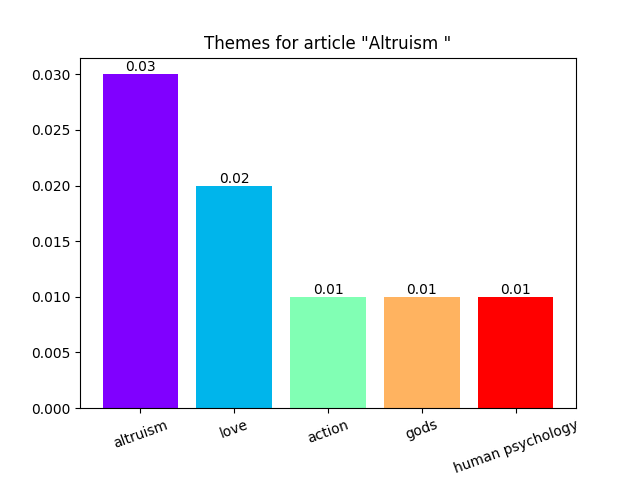 Themes for article "Altruism "
0.030
0.025
0.020
0.015
0.010
0.005
0.000
0.03
0.02
0.01
0.01
0.01
altruism
love
action
gods
human psychology